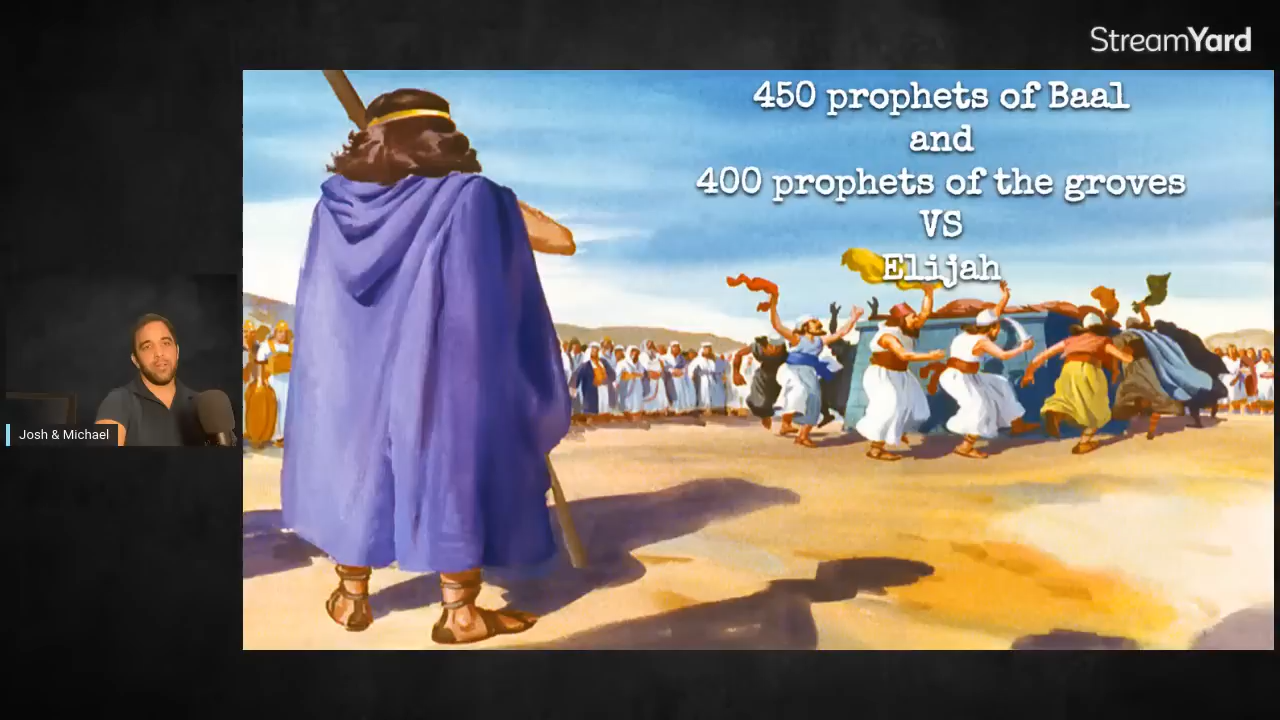 StreamYard
450 prophets of Baal
and
400 prophets of the groves
VS
Elijah
Josh & Michael